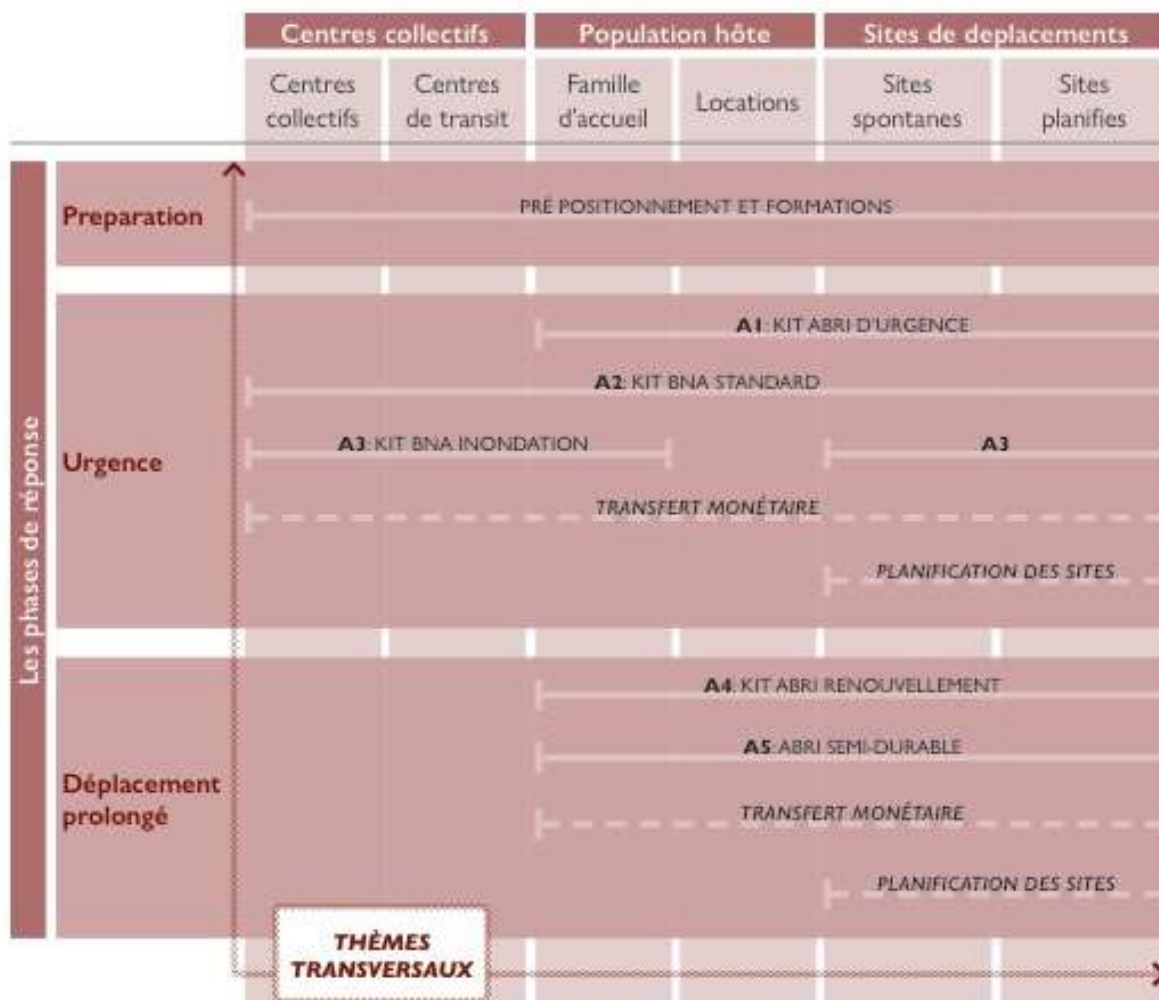 Centres collectifs Population hôte Sites de deplacements
Centres collectifs
Centres de transit
Famille d'accueil
Locations
Sites spontanes
Sites planifies
Les phases de réponse
Preparation
PRÉ POSITIONNEMENT ET FORMATIONS
Urgence
A1: KIT ABRI D'URGENCE
A2: KIT BNA STANDARD
A3: KIT BNA INONDATION
A3
TRANSFERT MONÉTAIRE
PLANIFICATION DES SITES
Déplacement
prolongé
A4: KIT ABRI RENOUVELLEMENT
A5: ABRI SEMI-DURABLE
TRANSFERT MONÉTAIRE
PLANIFICATION DES SITES
THÈMES
TRANSVERSAUX